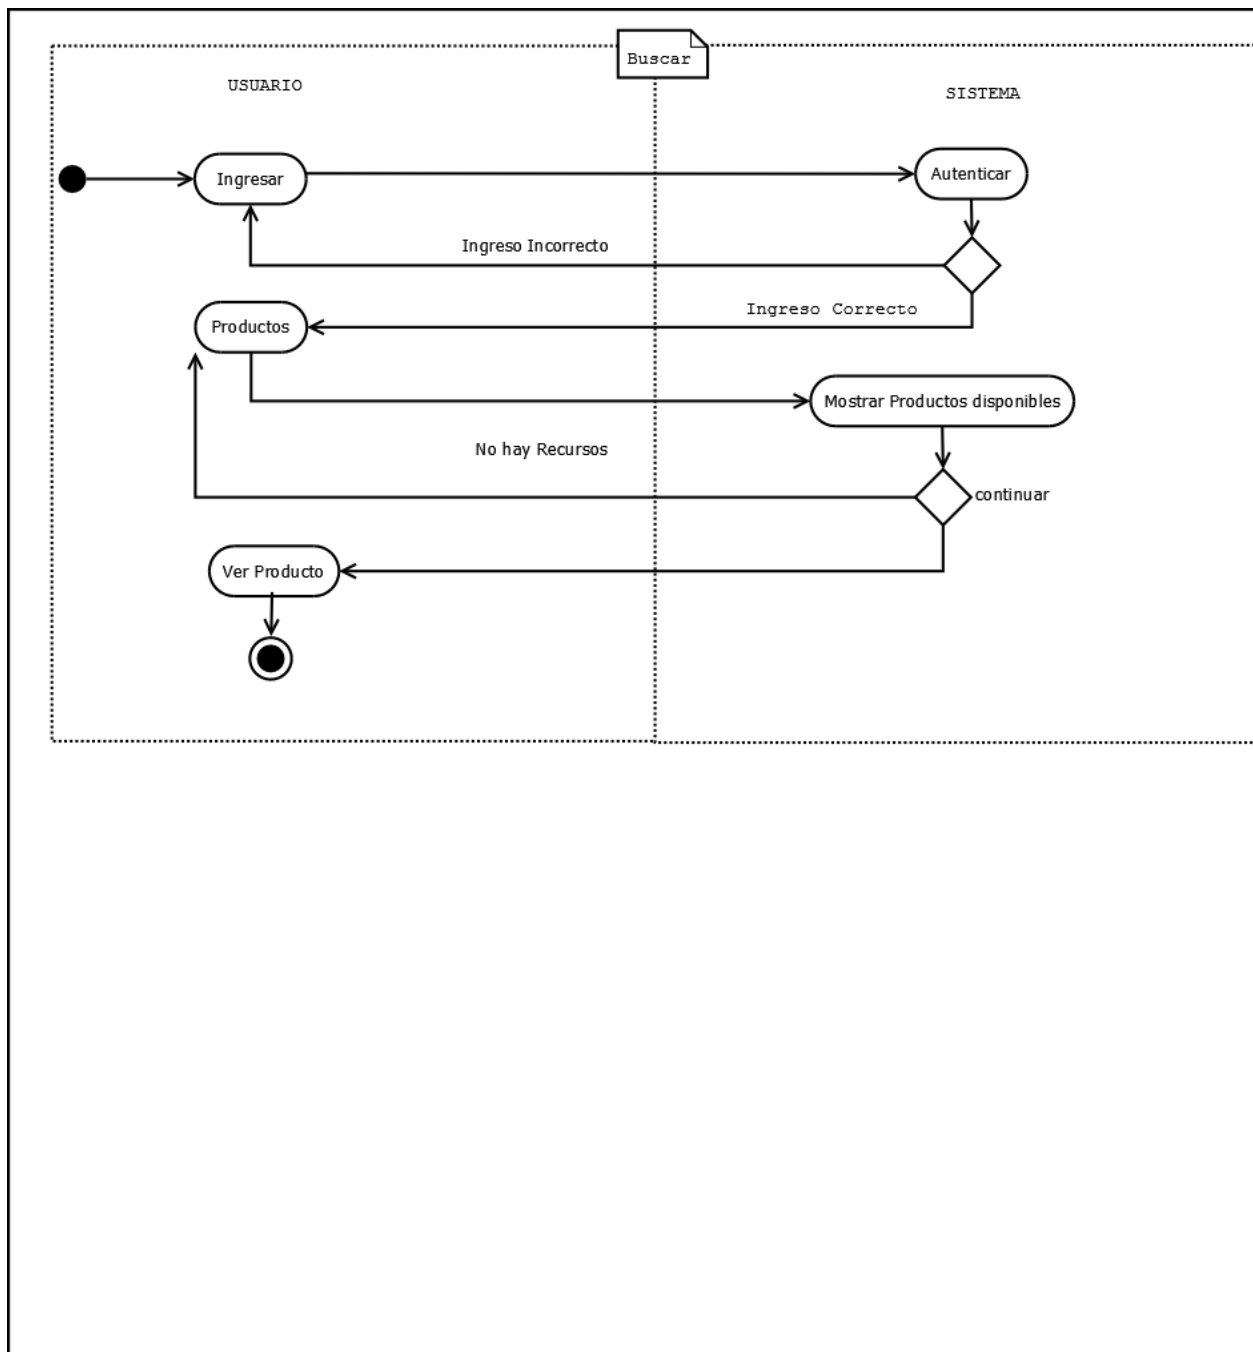 Buscar
USUARIO
SISTEMA
Ingresar
Autenticar
Ingreso Incorrecto
Ingreso Correcto
Productos
Mostrar Productos disponibles
No hay Recursos
continuar
Ver Producto